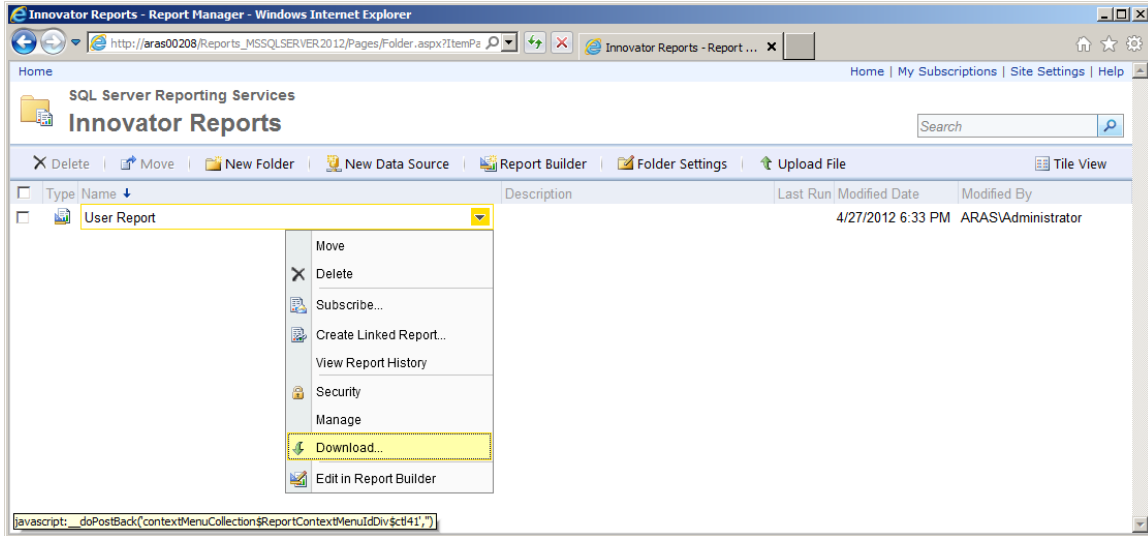 Innovator Reports - Report Manager - Windows Internet Explorer
http://aras00208/Reports_MSSQLSERVER2012/Pages/Folder.aspx?ItemPa
Innovator Reports - Report ...
Home
Home | My Subscriptions | Site Settings | Help
SQL Server Reporting Services
Innovator Reports
Search
Delete Move New Folder New Data Source Report Builder Folder Settings Upload File Tile View
Type Name Description Last Run Modified Date Modified By
User Report 4/27/2012 6:33 PM ARAS\Administrator
Move
Delete
Subscribe...
Create Linked Report...
View Report History
Security
Manage
Download...
Edit in Report Builder
javascript:__doPostBack('contextMenuCollection$ReportContextMenuIdDiv$ctl41','')